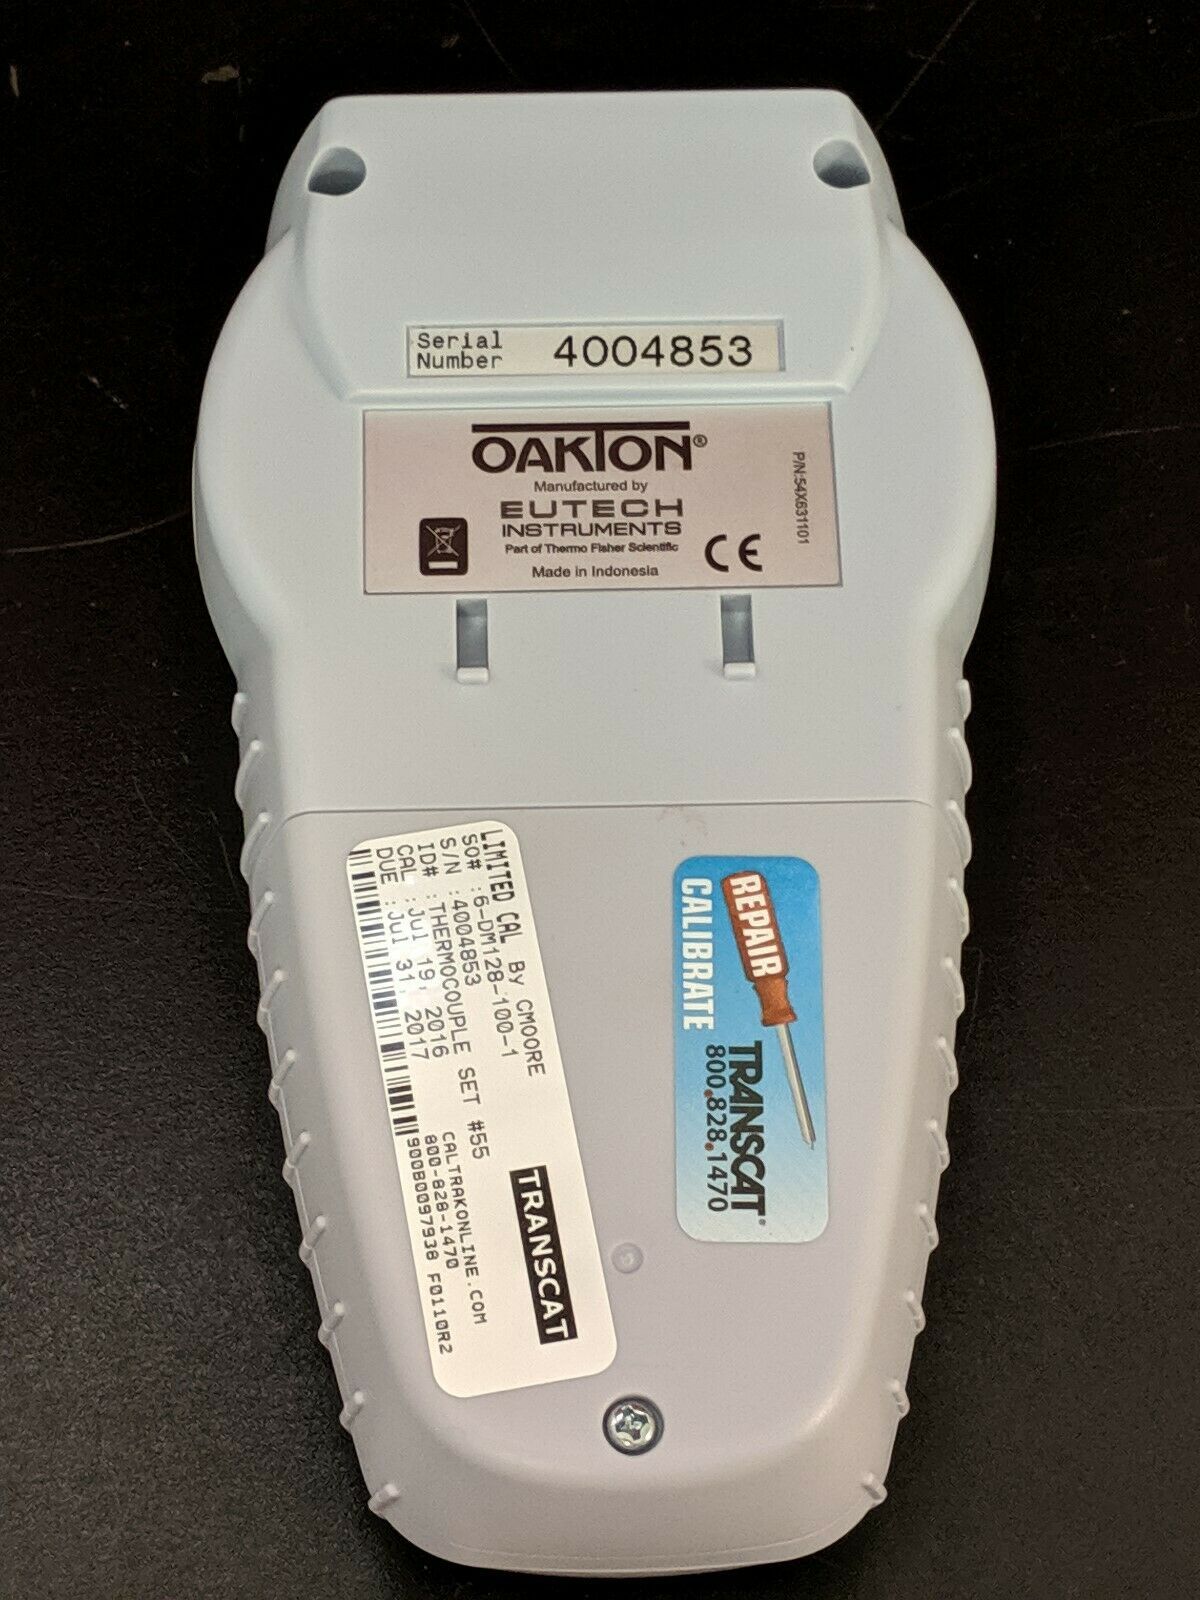 Serial
Number 4004853
OAKTON®
Manufactured by
EUTECH
INSTRUMENTS
Part of Thermo Fisher Scientific
Made in Indonesia
CE
P/N:54X631101
LIMITED CAL BY CMOORE
SO# :6-DM128-100-1
S/N :4004853
ID# :THERMOCOUPLE SET #55
CAL :Jul 19, 2016
DUE :Jul 31, 2017
TRANSCAT
CALTRAKONLINE.COM
800-828-1470
900B0097938 F0110R2
REPAIR
CALIBRATE
TRANSCAT®
800.828.1470